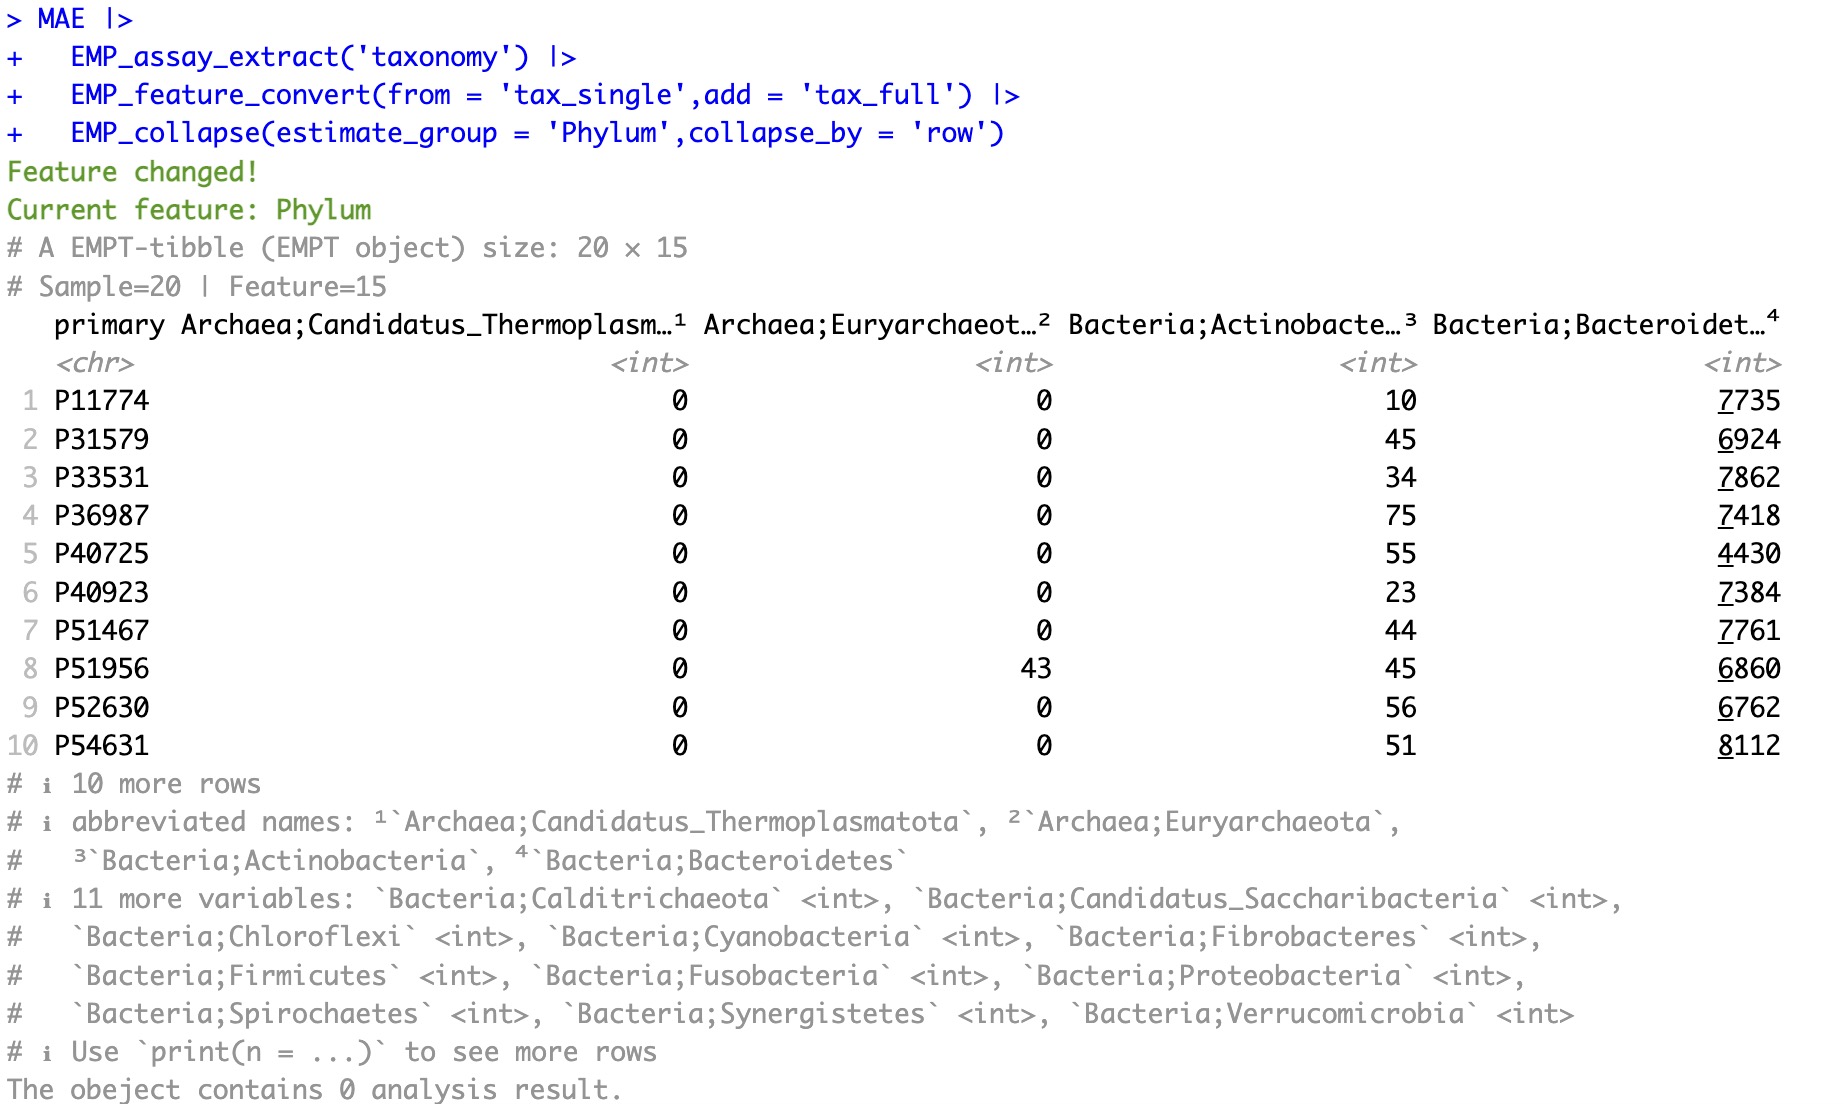 > MAE |>
+   EMP_assay_extract('taxonomy') |>
+   EMP_feature_convert(from = 'tax_single',add = 'tax_full') |>
+   EMP_collapse(estimate_group = 'Phylum',collapse_by = 'row')
Feature changed!
Current feature: Phylum
# A EMPT-tibble (EMPT object) size: 20 × 15
# Sample=20 | Feature=15
   primary Archaea;Candidatus_Thermoplasm…¹ Archaea;Euryarchaeot…² Bacteria;Actinobacte…³ Bacteria;Bacteroidet…⁴
   <chr>                              <int>                  <int>                  <int>                  <int>
 1 P11774                                 0                      0                     10                   7735
 2 P31579                                 0                      0                     45                   6924
 3 P33531                                 0                      0                     34                   7862
 4 P36987                                 0                      0                     75                   7418
 5 P40725                                 0                      0                     55                   4430
 6 P40923                                 0                      0                     23                   7384
 7 P51467                                 0                      0                     44                   7761
 8 P51956                                 0                     43                     45                   6860
 9 P52630                                 0                      0                     56                   6762
10 P54631                                 0                      0                     51                   8112
# ℹ 10 more rows
# ℹ abbreviated names: ¹`Archaea;Candidatus_Thermoplasmatota`, ²`Archaea;Euryarchaeota`,
#   ³`Bacteria;Actinobacteria`, ⁴`Bacteria;Bacteroidetes`
# ℹ 11 more variables: `Bacteria;Calditrichaeota` <int>, `Bacteria;Candidatus_Saccharibacteria` <int>,
#   `Bacteria;Chloroflexi` <int>, `Bacteria;Cyanobacteria` <int>, `Bacteria;Fibrobacteres` <int>,
#   `Bacteria;Firmicutes` <int>, `Bacteria;Fusobacteria` <int>, `Bacteria;Proteobacteria` <int>,
#   `Bacteria;Spirochaetes` <int>, `Bacteria;Synergistetes` <int>, `Bacteria;Verrucomicrobia` <int>
# ℹ Use `print(n = ...)` to see more rows
The obeject contains 0 analysis result.